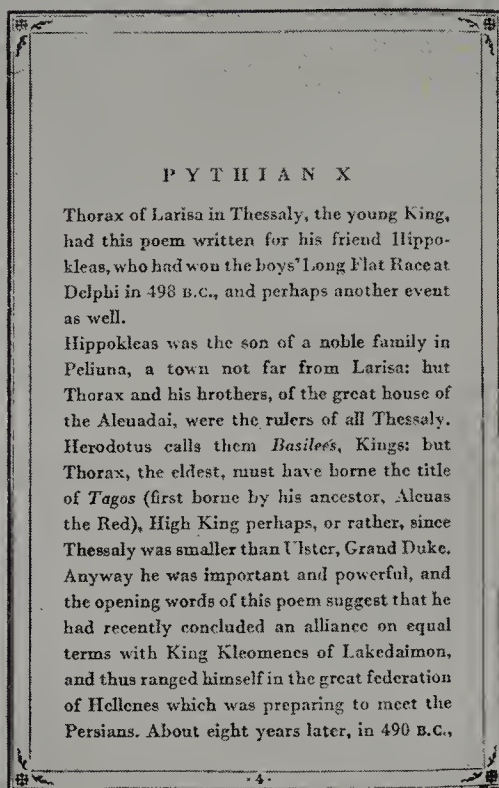 PYTHIAN X
Thorax of Larisa in Thessaly, the young King,
had this poem written for his friend Hippo-
kleas, who had won the boys' Long Flat Race at
Delphi in 498 B.C., and perhaps another event
as well.
Hippokleas was the son of a noble family in
Peliuna, a town not far from Larisa: but
Thorax and his brothers, of the great house of
the Aleuadai, were the rulers of all Thessaly.
Herodotus calls them Basileës, Kings: but
Thorax, the eldest, must have borne the title
of Tagos (first borne by his ancestor, Aleuas
the Red), High King perhaps, or rather, since
Thessaly was smaller than Ulster, Grand Duke.
Anyway he was important and powerful, and
the opening words of this poem suggest that he
had recently concluded an alliance on equal
terms with King Kleomenes of Lakedaimon,
and thus ranged himself in the great federation
of Hellenes which was preparing to meet the
Persians. About eight years later, in 490 B.C.,
·4·